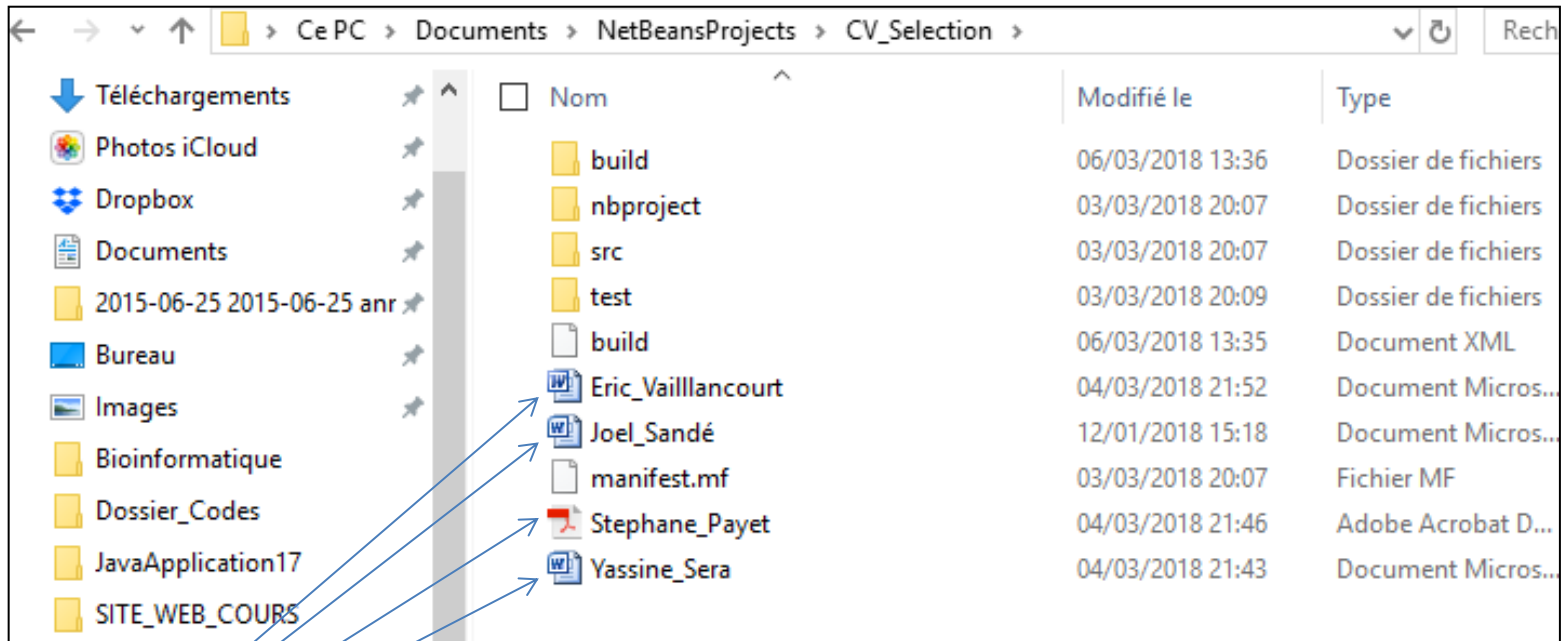 Ce PC > Documents > NetBeansProjects > CV_Selection > Rech
Téléchargements
Photos iCloud
Dropbox
Documents
2015-06-25 2015-06-25 anr
Bureau
Images
Bioinformatique
Dossier_Codes
JavaApplication17
SITE_WEB_COURS
Nom Modifié le Type
build 06/03/2018 13:36 Dossier de fichiers
nbproject 03/03/2018 20:07 Dossier de fichiers
src 03/03/2018 20:07 Dossier de fichiers
test 03/03/2018 20:09 Dossier de fichiers
build 06/03/2018 13:35 Document XML
Eric_Vailllancourt 04/03/2018 21:52 Document Micros...
Joel_Sandé 12/01/2018 15:18 Document Micros...
manifest.mf 03/03/2018 20:07 Fichier MF
Stephane_Payet 04/03/2018 21:46 Adobe Acrobat D...
Yassine_Sera 04/03/2018 21:43 Document Micros...